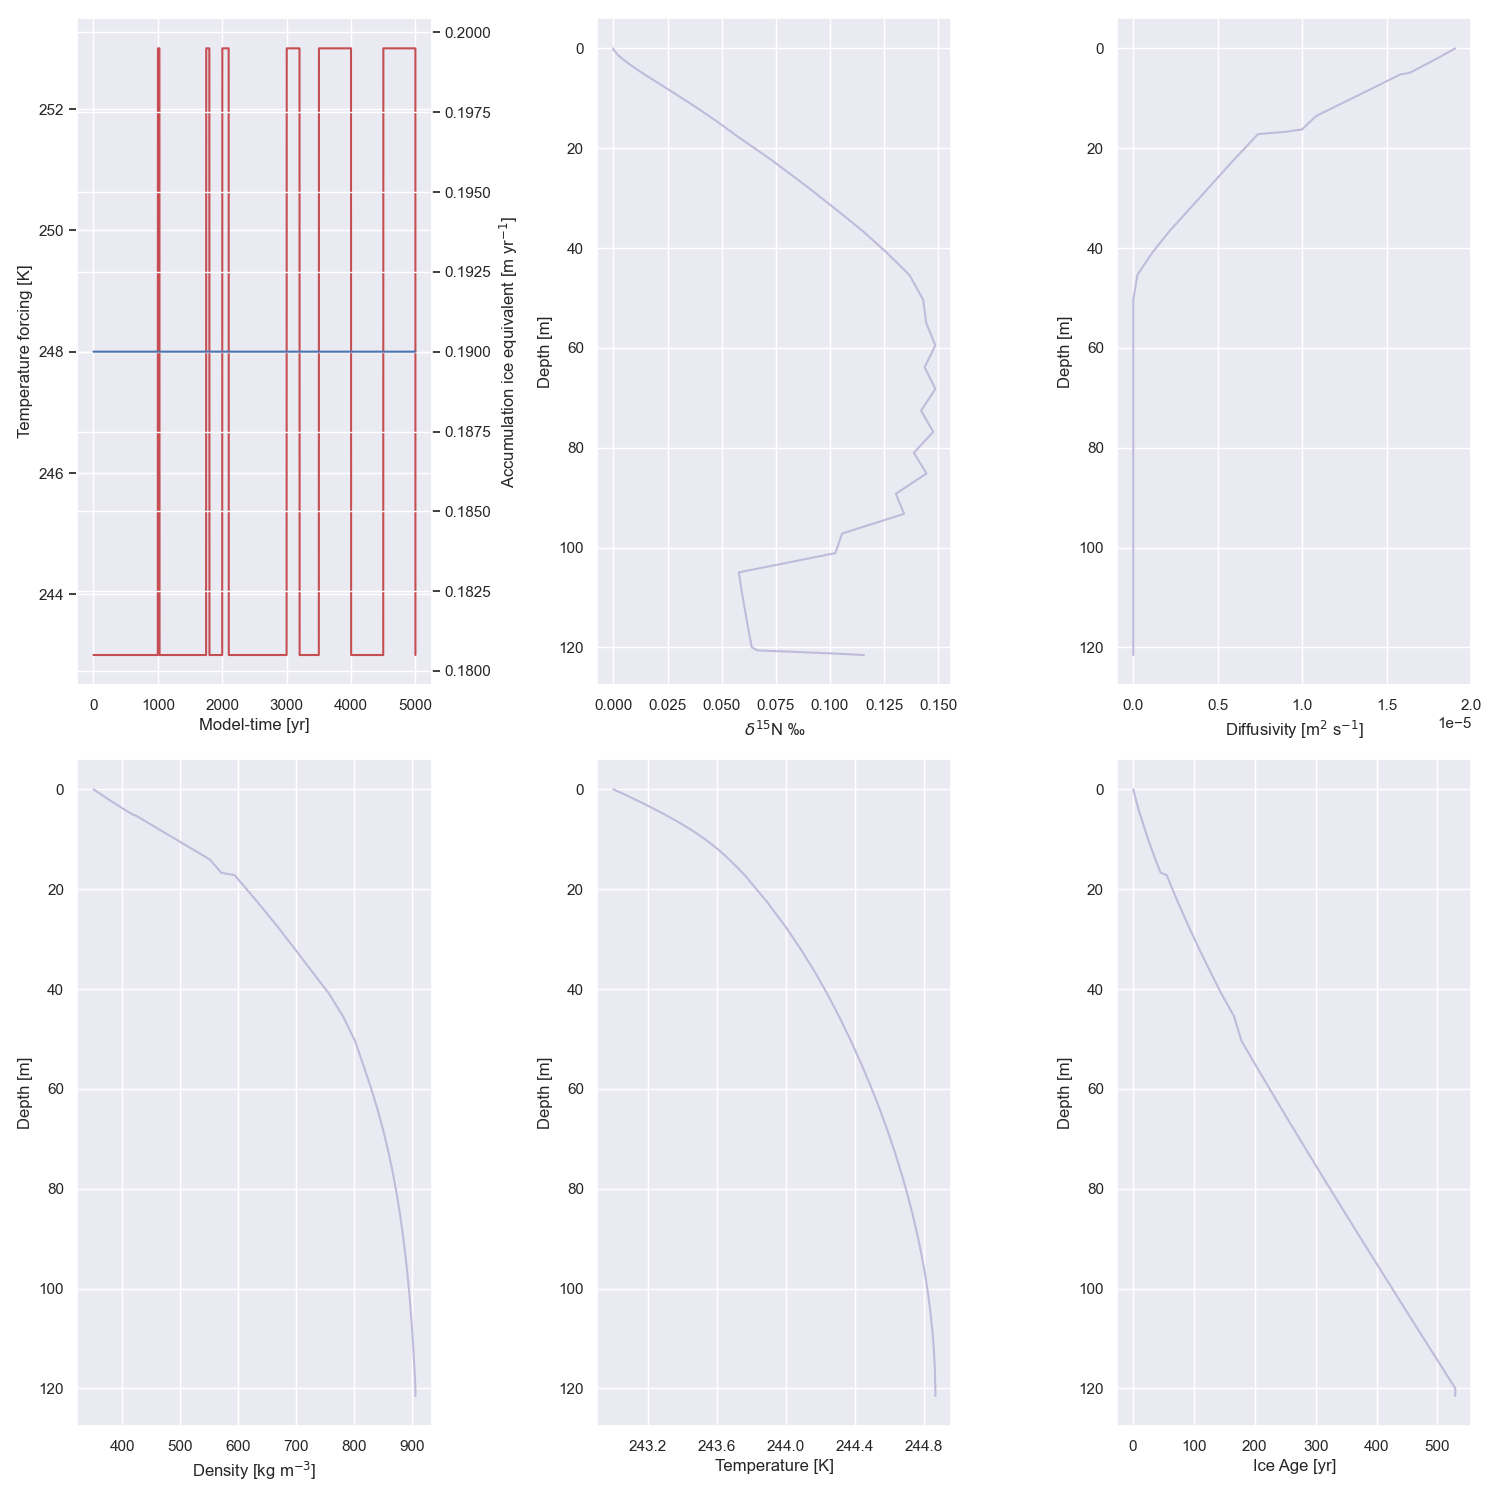 252
250
248
246
244
Temperature forcing [K]
0.2000
0.1975
0.1950
0.1925
0.1900
0.1875
0.1850
0.1825
0.1800
Accumulation ice equivalent [m yr⁻¹]
0 1000 2000 3000 4000 5000
Model-time [yr]
0
20
40
60
80
100
120
Depth [m]
0.000 0.025 0.050 0.075 0.100 0.125 0.150
δ¹⁵N ‰
0
20
40
60
80
100
120
Depth [m]
0.0 0.5 1.0 1.5 2.0
1e−5
Diffusivity [m² s⁻¹]
0
20
40
60
80
100
120
Depth [m]
400 500 600 700 800 900
Density [kg m⁻³]
0
20
40
60
80
100
120
Depth [m]
243.2 243.6 244.0 244.4 244.8
Temperature [K]
0
20
40
60
80
100
120
Depth [m]
0 100 200 300 400 500
Ice Age [yr]